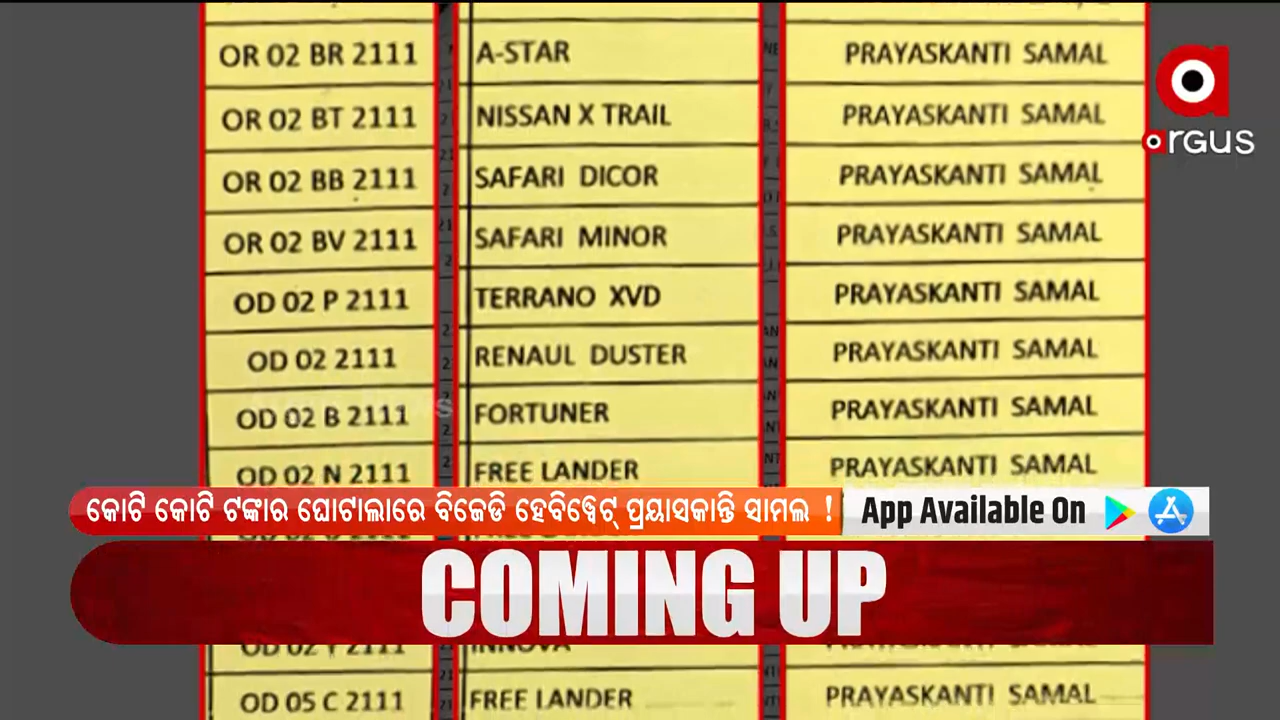 OR 02 BR 2111 A-STAR PRAYASKANTI SAMAL
argus
OR 02 BT 2111 NISSAN X TRAIL PRAYASKANTI SAMAL
OR 02 BB 2111 SAFARI DICOR PRAYASKANTI SAMAL
OR 02 BV 2111 SAFARI MINOR PRAYASKANTI SAMAL
OD 02 P 2111 TERRANO XVD PRAYASKANTI SAMAL
OD 02 2111 RENAUL DUSTER PRAYASKANTI SAMAL
OD 02 B 2111 FORTUNER PRAYASKANTI SAMAL
OD 02 N 2111 FREE LANDER PRAYASKANTI SAMAL
କୋଟି କୋଟି ଟଙ୍କାର ଘୋଟାଲାରେ ବିଜେଡି ହେବିୱେଟ୍ ପ୍ରୟାସକାନ୍ତି ସାମଲ ! App Available On
COMING UP
INNOVA
OD 05 C 2111 FREE LANDER PRAYASKANTI SAMAL